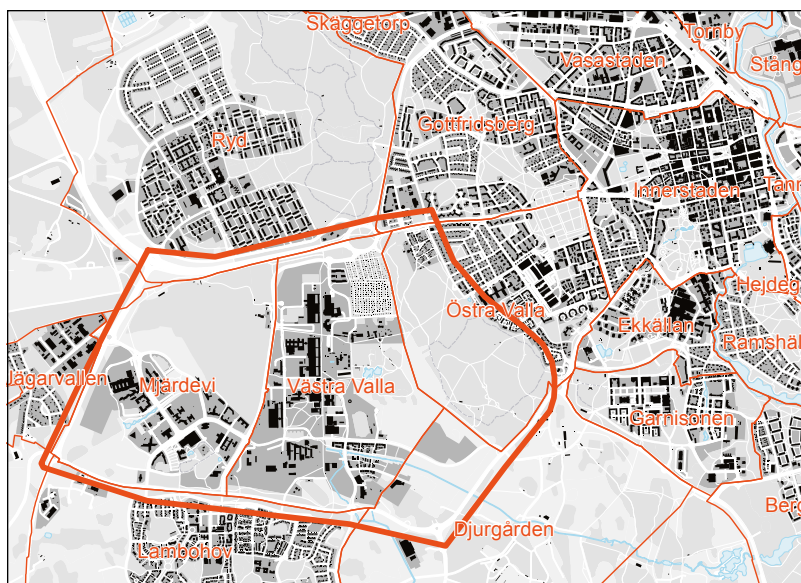 Skäggetorp
Tornby
Vasastaden
Stång
Gottfridsberg
Ryd
Innerstaden
Tann
Hejdeg
Östra Valla
Ekkällan
Ramshäl
Jägarvallen
Mjärdevi
Västra Valla
Garnisonen
Berg
Djurgården
Lambohov